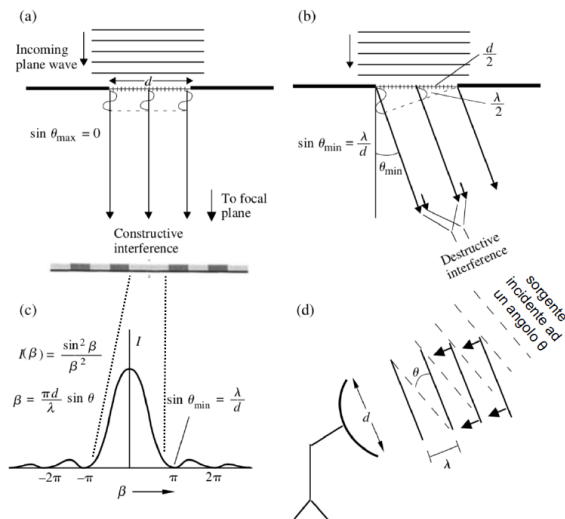 (a)
Incoming
plane wave
d
sin θmax = 0
To focal
plane
Constructive
interference
(b)
d/2
λ/2
sin θmin = λ/d
θmin
Destructive
interference
(c)
I
I(β) = sin² β / β²
β = πd/λ sin θ
sin θmin = λ/d
−2π −π π 2π
β
(d)
sorgente
incidente ad
un angolo θ
θ
d
λ